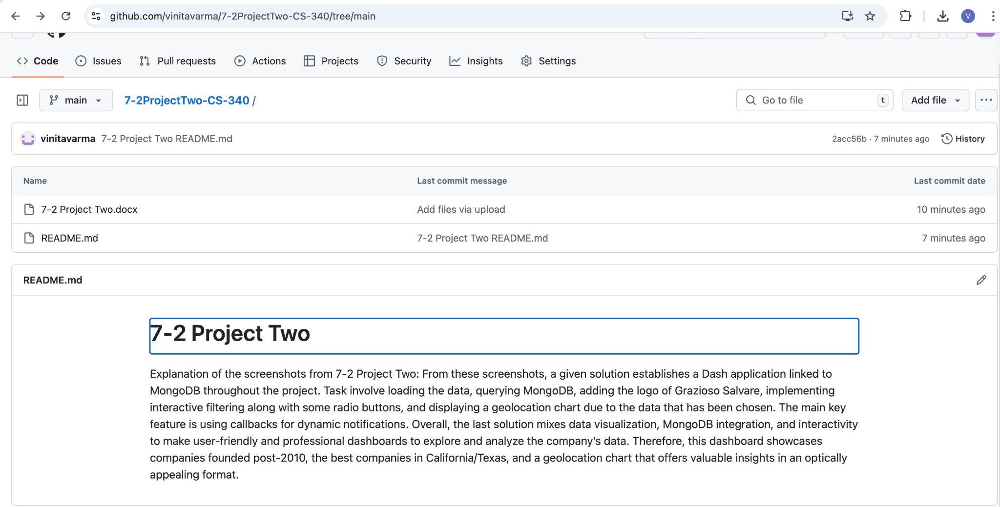 github.com/vinitavarma/7-2ProjectTwo-CS-340/tree/main
V
Code Issues Pull requests Actions Projects Security Insights Settings
main 7-2ProjectTwo-CS-340 / Go to file t Add file
vinitavarma 7-2 Project Two README.md 2acc56b · 7 minutes ago History
Name Last commit message Last commit date
7-2 Project Two.docx Add files via upload 10 minutes ago
README.md 7-2 Project Two README.md 7 minutes ago
README.md
7-2 Project Two
Explanation of the screenshots from 7-2 Project Two: From these screenshots, a given solution establishes a Dash application linked to
MongoDB throughout the project. Task involve loading the data, querying MongoDB, adding the logo of Grazioso Salvare, implementing
interactive filtering along with some radio buttons, and displaying a geolocation chart due to the data that has been chosen. The main key
feature is using callbacks for dynamic notifications. Overall, the last solution mixes data visualization, MongoDB integration, and interactivity
to make user-friendly and professional dashboards to explore and analyze the company’s data. Therefore, this dashboard showcases
companies founded post-2010, the best companies in California/Texas, and a geolocation chart that offers valuable insights in an optically
appealing format.